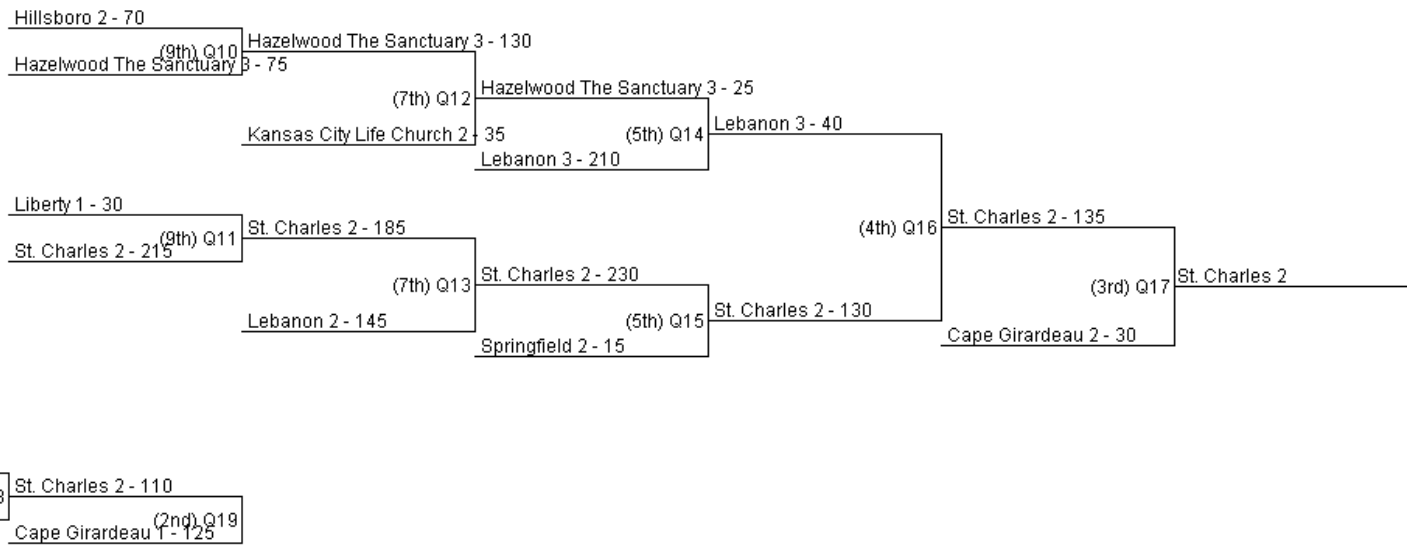 Hillsboro 2 - 70
(9th) Q10
Hazelwood The Sanctuary 3 - 75
Hazelwood The Sanctuary 3 - 130
(7th) Q12
Kansas City Life Church 2 - 35
Hazelwood The Sanctuary 3 - 25
(5th) Q14
Lebanon 3 - 210
Lebanon 3 - 40
Liberty 1 - 30
(9th) Q11
St. Charles 2 - 215
St. Charles 2 - 185
(7th) Q13
Lebanon 2 - 145
St. Charles 2 - 230
(5th) Q15
Springfield 2 - 15
St. Charles 2 - 130
(4th) Q16
St. Charles 2 - 135
(3rd) Q17
Cape Girardeau 2 - 30
St. Charles 2
St. Charles 2 - 110
(2nd) Q19
Cape Girardeau 1 - 125